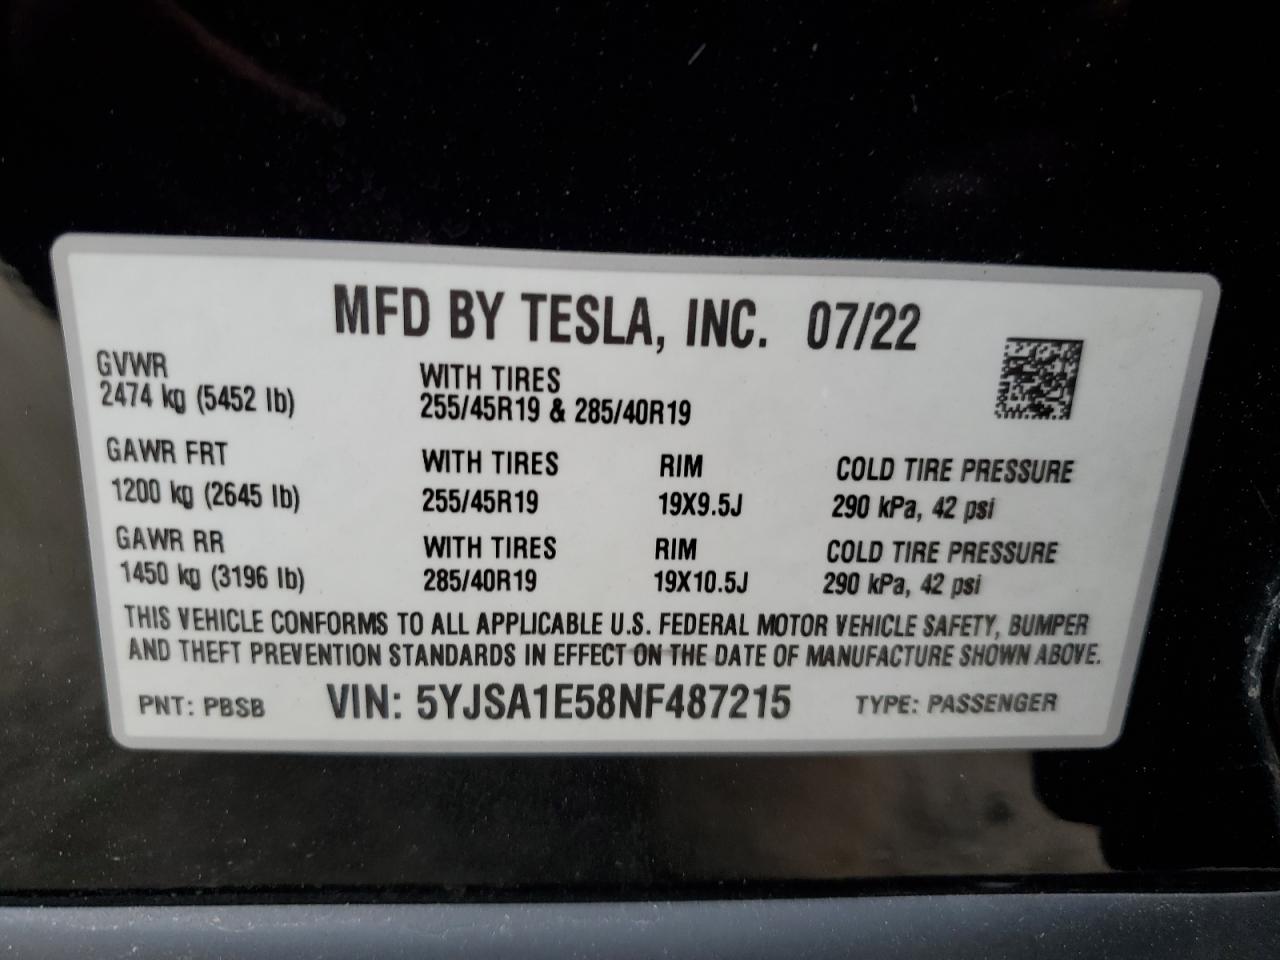 MFD BY TESLA, INC. 07/22
GVWR WITH TIRES
2474 kg (5452 lb) 255/45R19 & 285/40R19
GAWR FRT WITH TIRES RIM COLD TIRE PRESSURE
1200 kg (2645 lb) 255/45R19 19X9.5J 290 kPa, 42 psi
GAWR RR WITH TIRES RIM COLD TIRE PRESSURE
1450 kg (3196 lb) 285/40R19 19X10.5J 290 kPa, 42 psi
THIS VEHICLE CONFORMS TO ALL APPLICABLE U.S. FEDERAL MOTOR VEHICLE SAFETY, BUMPER
AND THEFT PREVENTION STANDARDS IN EFFECT ON THE DATE OF MANUFACTURE SHOWN ABOVE.
PNT: PBSB VIN: 5YJSA1E58NF487215 TYPE: PASSENGER